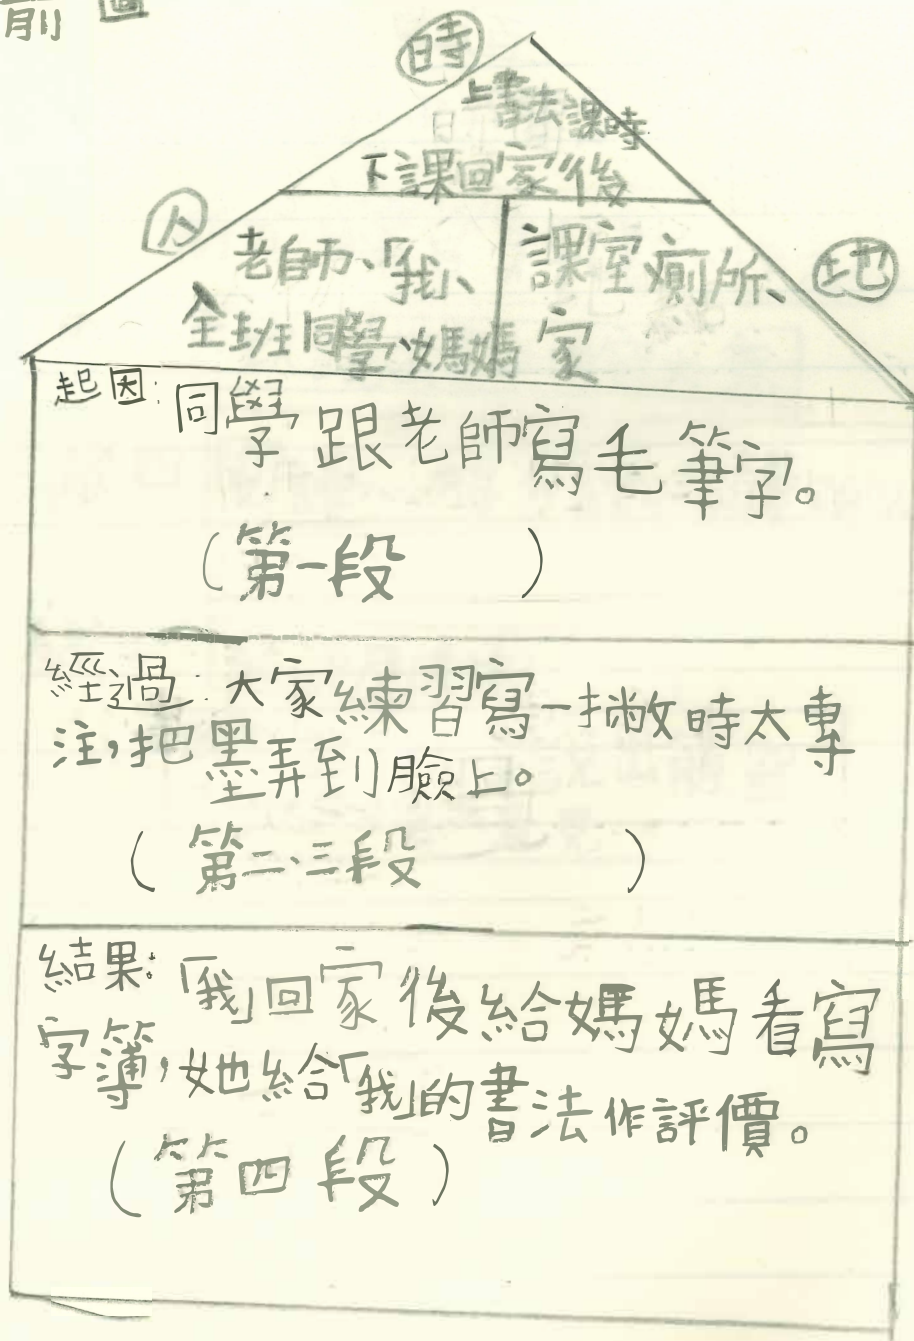 前 圖
時
上書法課時
下課回家後
人
老師、「我、
全班同學、媽媽
課室廁所、
家
地
起因:同學跟老師寫毛筆字。
(第一段)
經過:大家練習寫一撇時太專
注,把墨弄到臉上。
(第二、三段)
結果:「我」回家後給媽媽看寫
字簿,她給「我」的書法作評價。
(第四段)